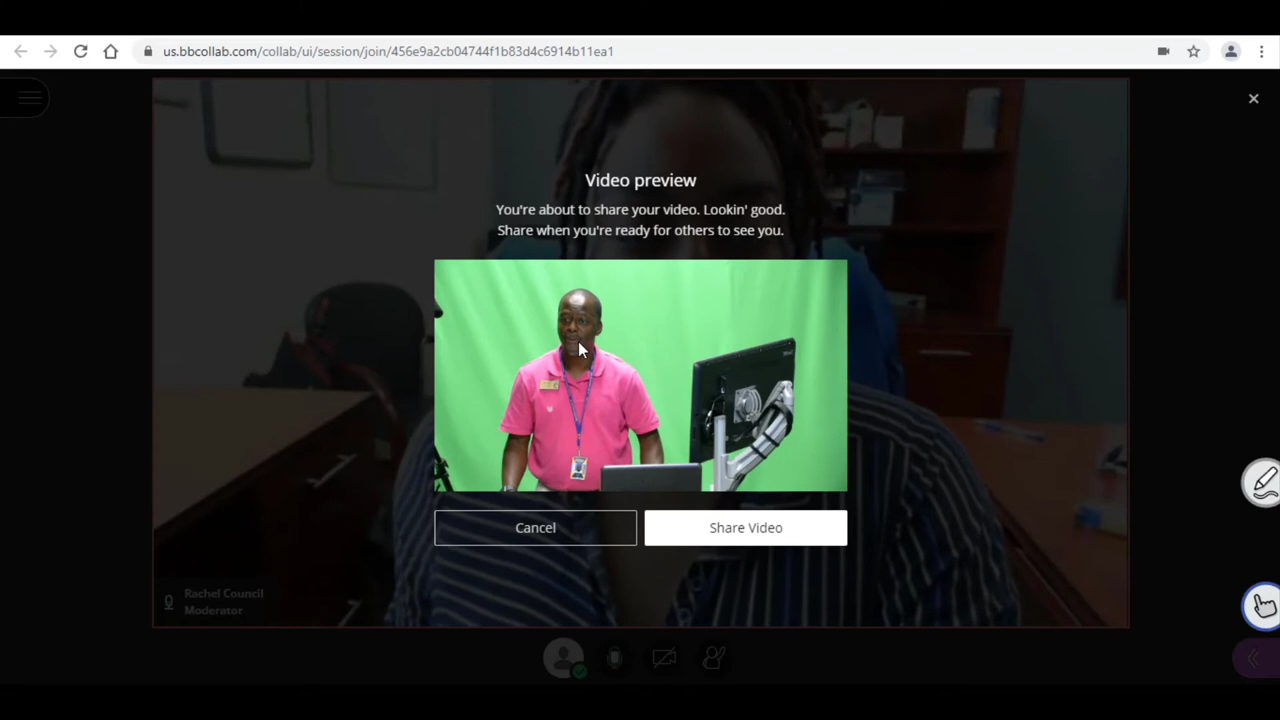 us.bbcollab.com/collab/ui/session/join/456e9a2cb04744f1b83d4c6914b11ea1
Video preview
You're about to share your video. Lookin' good.
Share when you're ready for others to see you.
Cancel
Share Video
Rachel Council
Moderator